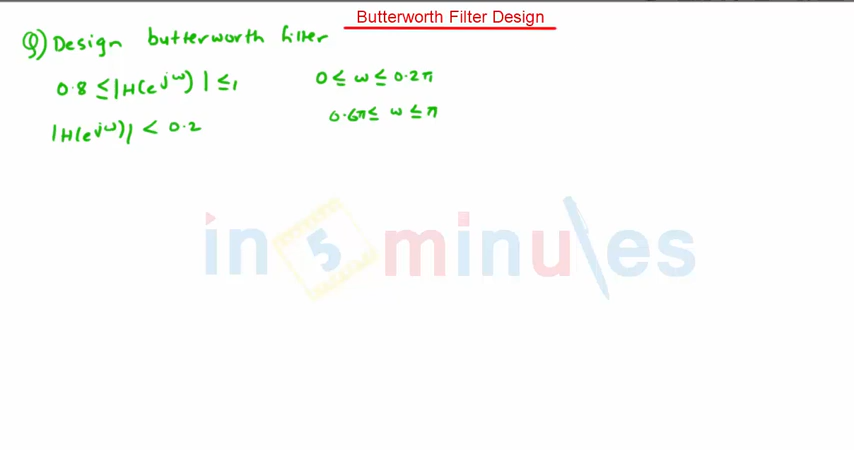 Butterworth Filter Design
Q) Design butterworth filter
0.8 ≤ |H(e^jω)| ≤ 1 0 ≤ ω ≤ 0.2π
|H(e^jω)| < 0.2 0.6π ≤ ω ≤ π
in 5 minutes